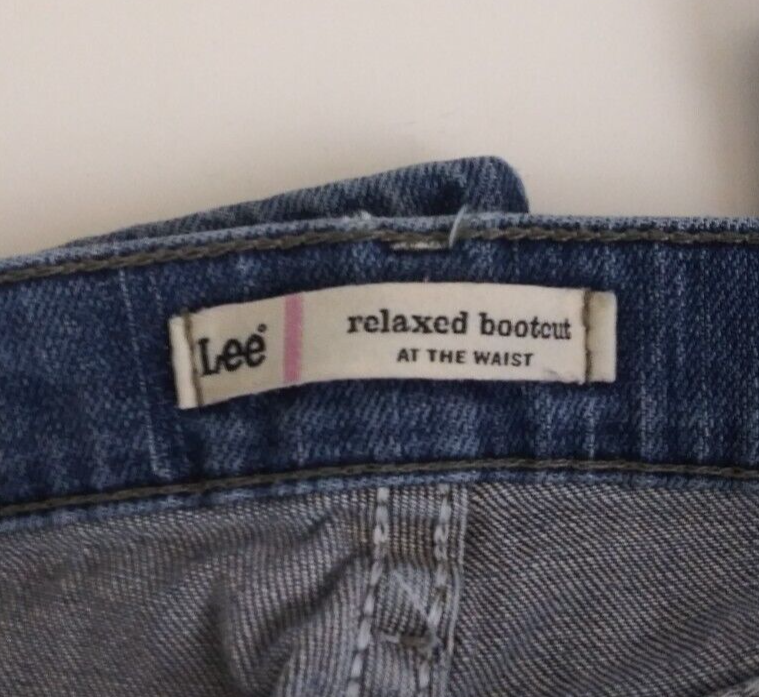 Lee®
relaxed bootcut
AT THE WAIST